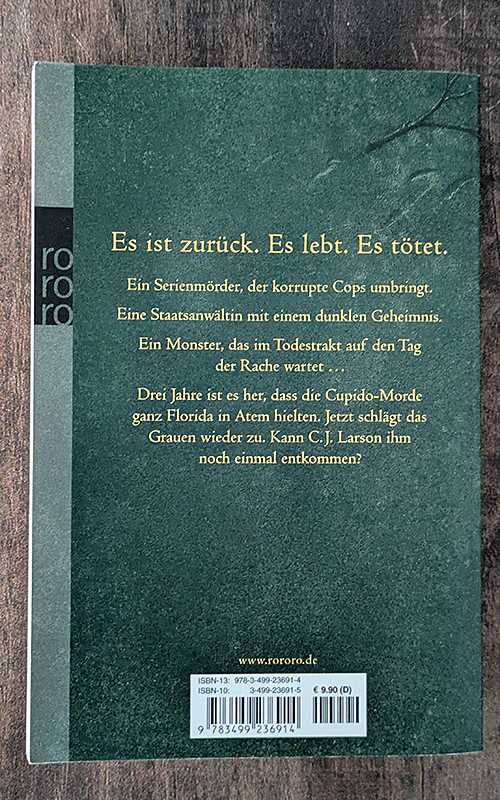 ro
ro
ro
Es ist zurück. Es lebt. Es tötet.
Ein Serienmörder, der korrupte Cops umbringt.
Eine Staatsanwältin mit einem dunklen Geheimnis.
Ein Monster, das im Todestrakt auf den Tag
der Rache wartet …
Drei Jahre ist es her, dass die Cupido-Morde
ganz Florida in Atem hielten. Jetzt schlägt das
Grauen wieder zu. Kann C. J. Larson ihm
noch einmal entkommen?
www.rororo.de
ISBN-13: 978-3-499-23691-4
ISBN-10: 3-499-23691-5
€ 9.90 (D)
9 783499 236914